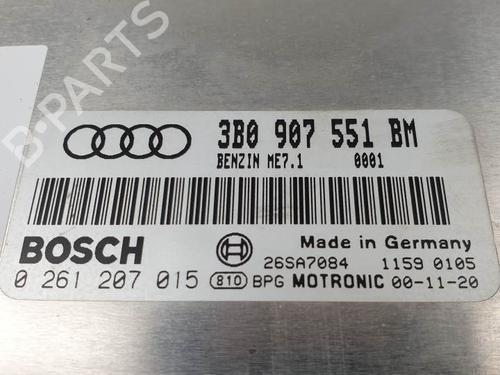 B-PARTS
3B0 907 551 BM
BENZIN ME7.1 0001
BOSCH
Made in Germany
26SA7084 1159 0105
0 261 207 015 810 BPG MOTRONIC 00-11-20